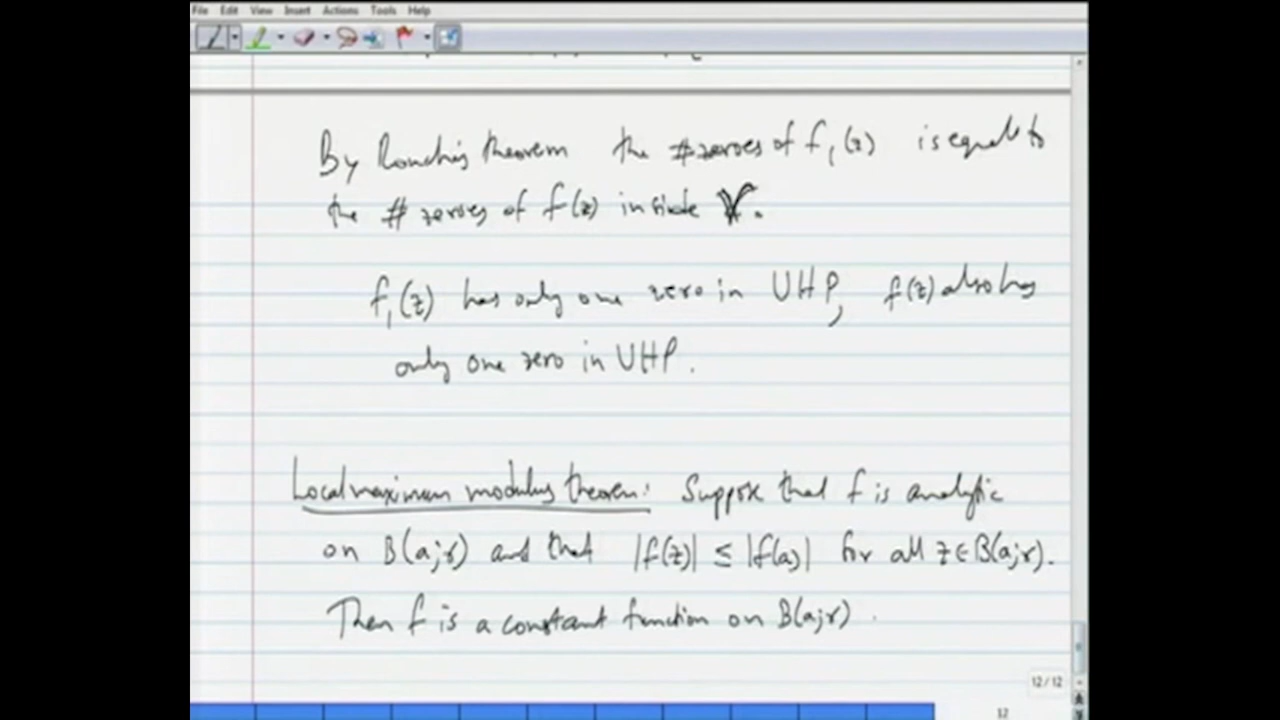 File Edit View Insert Actions Tools Help
By Rouche's theorem the # zeroes of f₁(z) is equal to
the # zeroes of f(z) inside γ.
f₁(z) has only one zero in UHP, f(z) also has
only one zero in UHP.
Local maximum modulus theorem: Suppose that f is analytic
on B(a;r) and that |f(z)| ≤ |f(a)| for all z ∈ B(a;r).
Then f is a constant function on B(a;r).
12/12
12